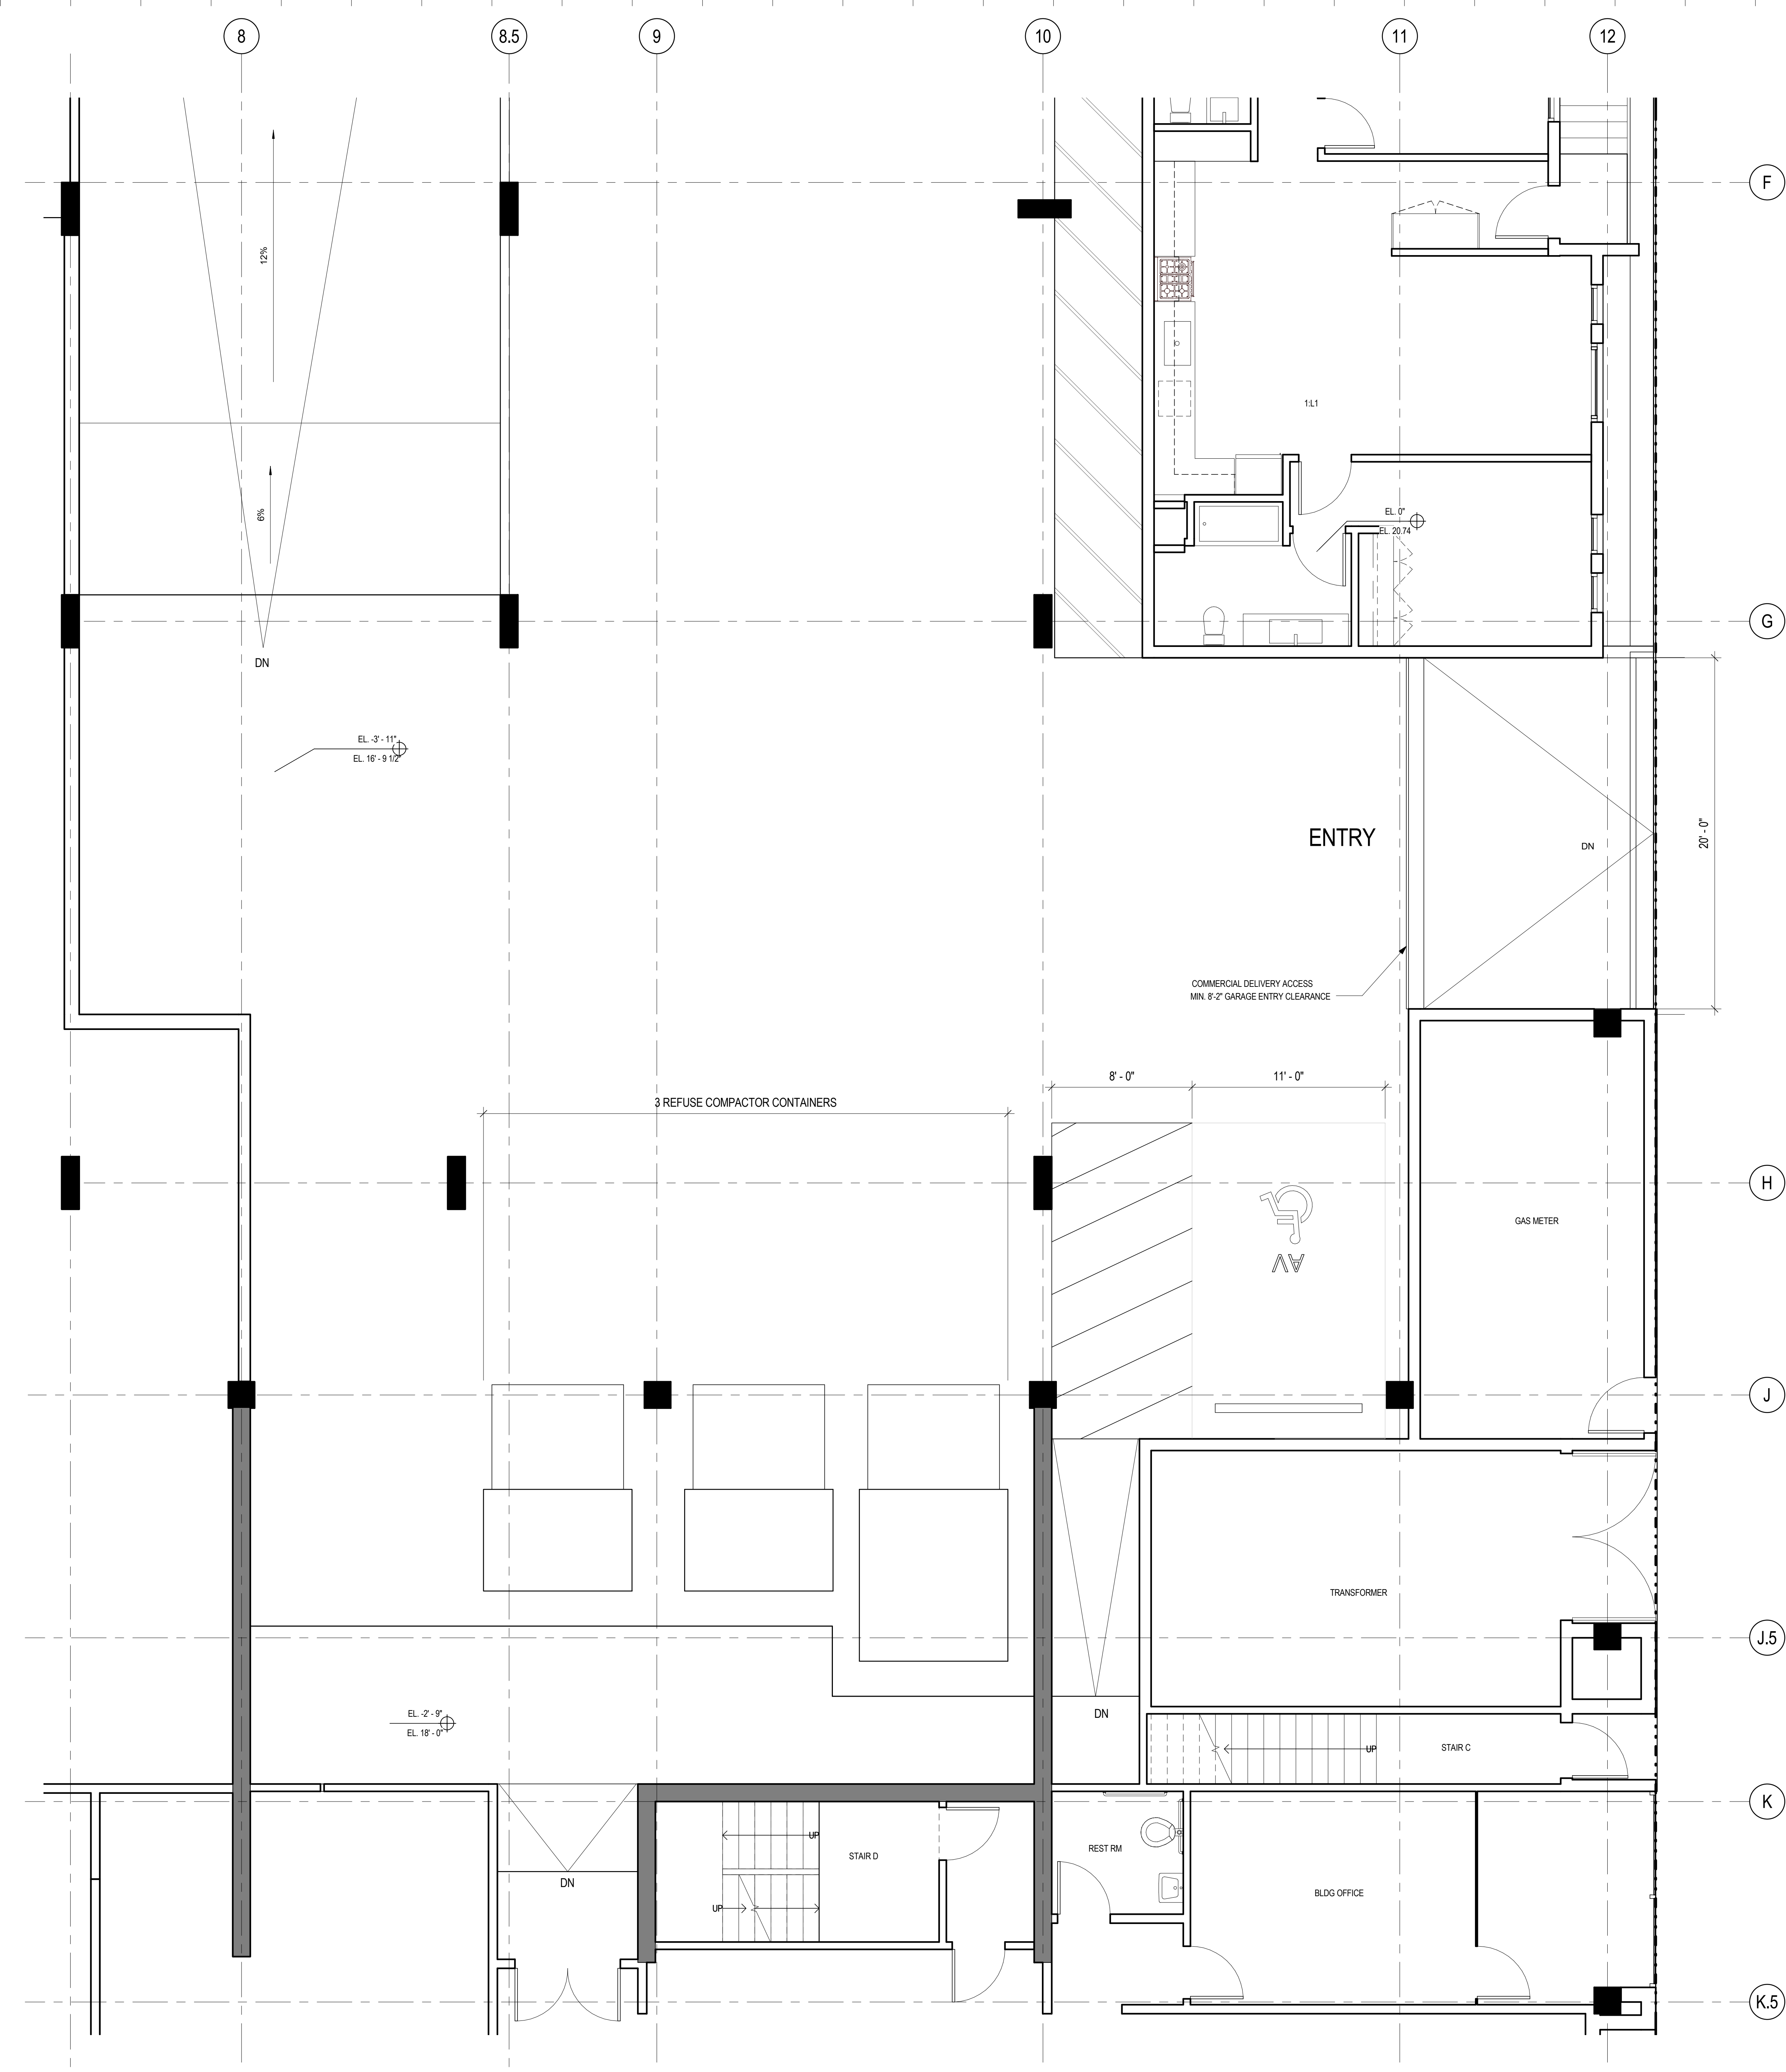 8
8.5
9
10
11
12
F
12%
1:L1
6%
EL. 0"
EL. 20.74
G
DN
EL. -3' - 11"
EL. 16' - 9 1/2"
ENTRY
DN
20' - 0"
COMMERCIAL DELIVERY ACCESS
MIN. 8'-2" GARAGE ENTRY CLEARANCE
8' - 0"
11' - 0"
3 REFUSE COMPACTOR CONTAINERS
H
GAS METER
AV
J
TRANSFORMER
J.5
EL. -2' - 9"
EL. 18' - 0"
DN
UP
STAIR C
K
UP
STAIR D
REST RM
DN
BLDG OFFICE
UP
K.5